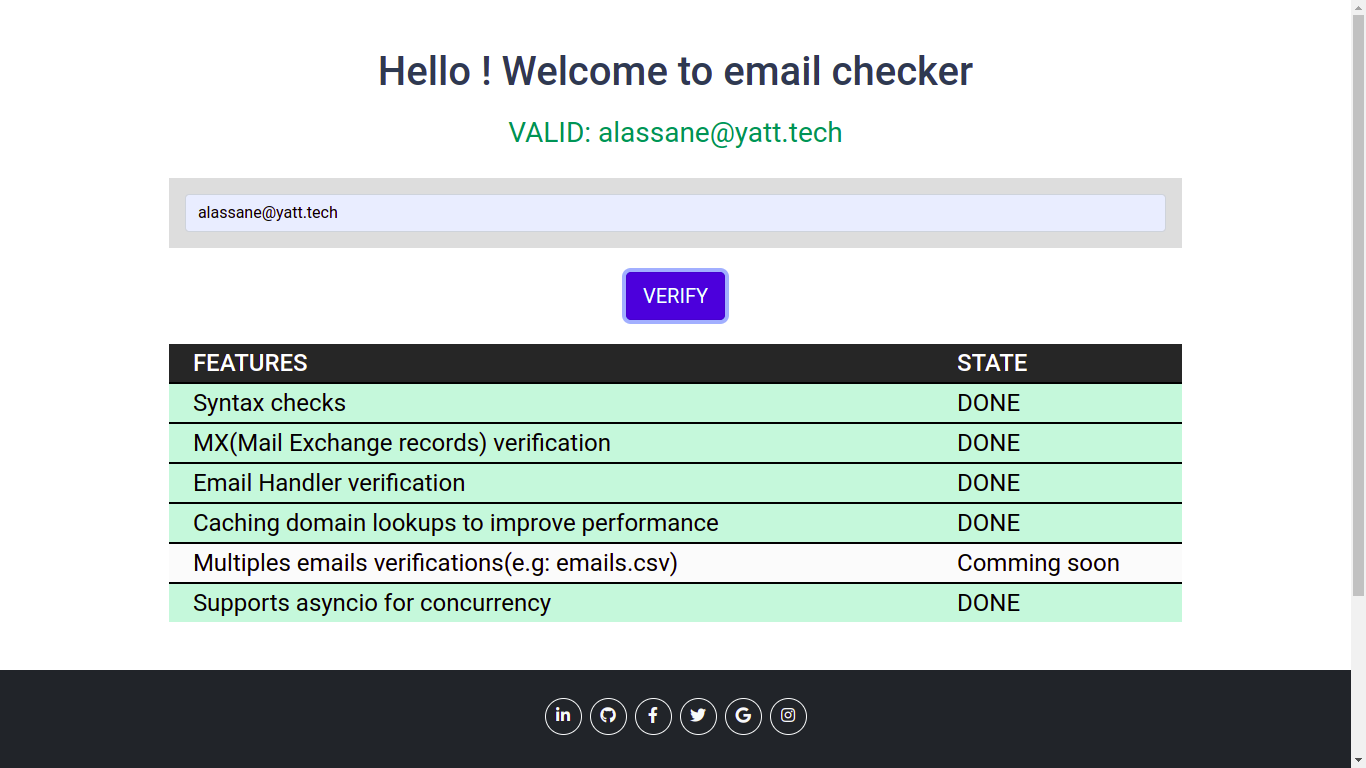 Hello ! Welcome to email checker
VALID: alassane@yatt.tech
alassane@yatt.tech
VERIFY
FEATURES STATE
Syntax checks DONE
MX(Mail Exchange records) verification DONE
Email Handler verification DONE
Caching domain lookups to improve performance DONE
Multiples emails verifications(e.g: emails.csv) Comming soon
Supports asyncio for concurrency DONE